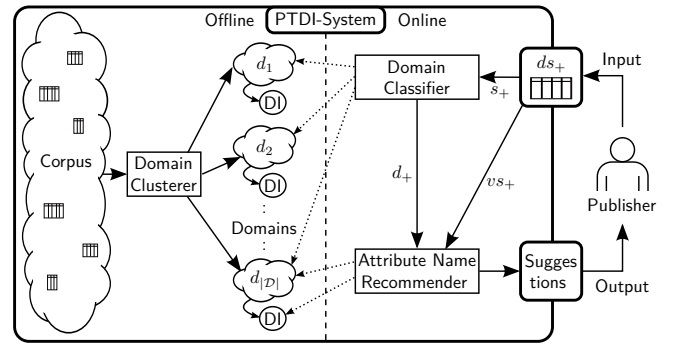 Offline
PTDI-System
Online
Corpus
Domain
Clusterer
d₁
DI
d₂
DI
Domains
d|𝒟|
DI
Domain
Classifier
s₊
ds₊
Input
d₊
vs₊
Publisher
Attribute Name
Recommender
Sugges
tions
Output